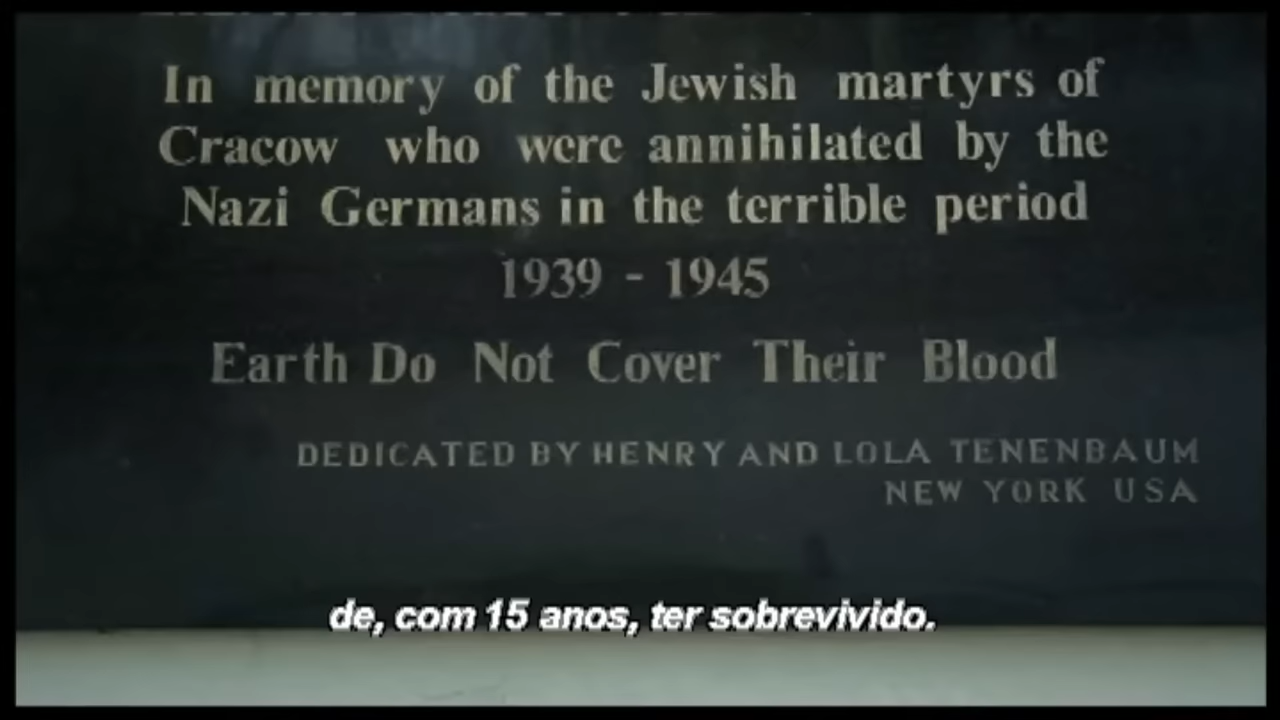 In memory of the Jewish martyrs of
Cracow who were annihilated by the
Nazi Germans in the terrible period
1939 - 1945
Earth Do Not Cover Their Blood
DEDICATED BY HENRY AND LOLA TENENBAUM
NEW YORK USA
de, com 15 anos, ter sobrevivido.